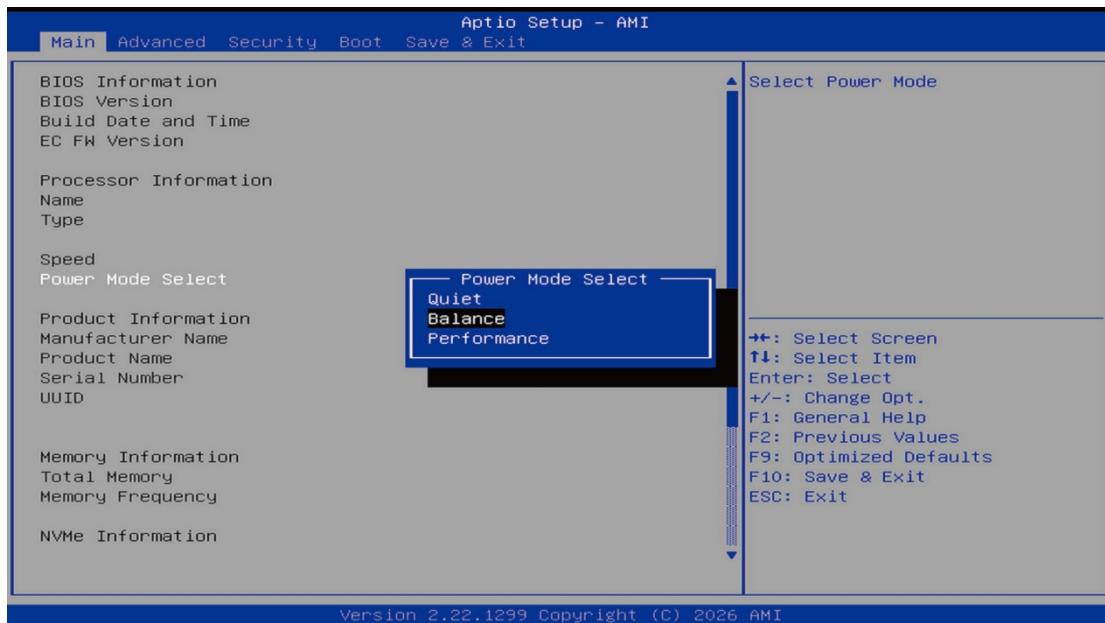 Aptio Setup – AMI
Main Advanced Security Boot Save & Exit
BIOS Information
BIOS Version
Build Date and Time
EC FW Version
Processor Information
Name
Type
Speed
Power Mode Select
Product Information
Manufacturer Name
Product Name
Serial Number
UUID
Memory Information
Total Memory
Memory Frequency
NVMe Information
Power Mode Select
Quiet
Balance
Performance
Select Power Mode
→←: Select Screen
↑↓: Select Item
Enter: Select
+/-: Change Opt.
F1: General Help
F2: Previous Values
F9: Optimized Defaults
F10: Save & Exit
ESC: Exit
Version 2.22.1299 Copyright (C) 2026 AMI